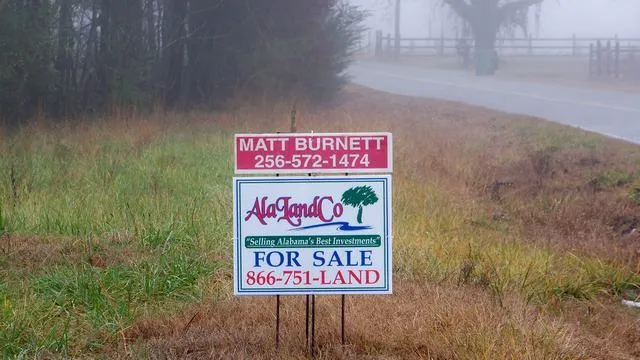 MATT BURNETT
256-572-1474
AlaLandCo
"Selling Alabama's Best Investments"
FOR SALE
866-751-LAND